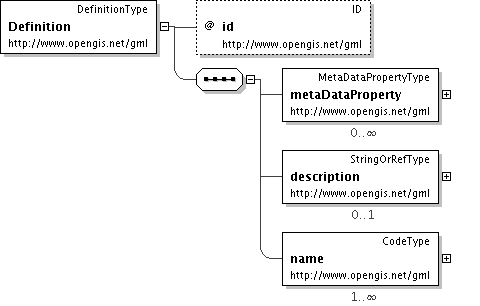 DefinitionType
Definition
http://www.opengis.net/gml
ID
@ id
http://www.opengis.net/gml
MetaDataPropertyType
metaDataProperty
http://www.opengis.net/gml
0..∞
StringOrRefType
description
http://www.opengis.net/gml
0..1
CodeType
name
http://www.opengis.net/gml
1..∞